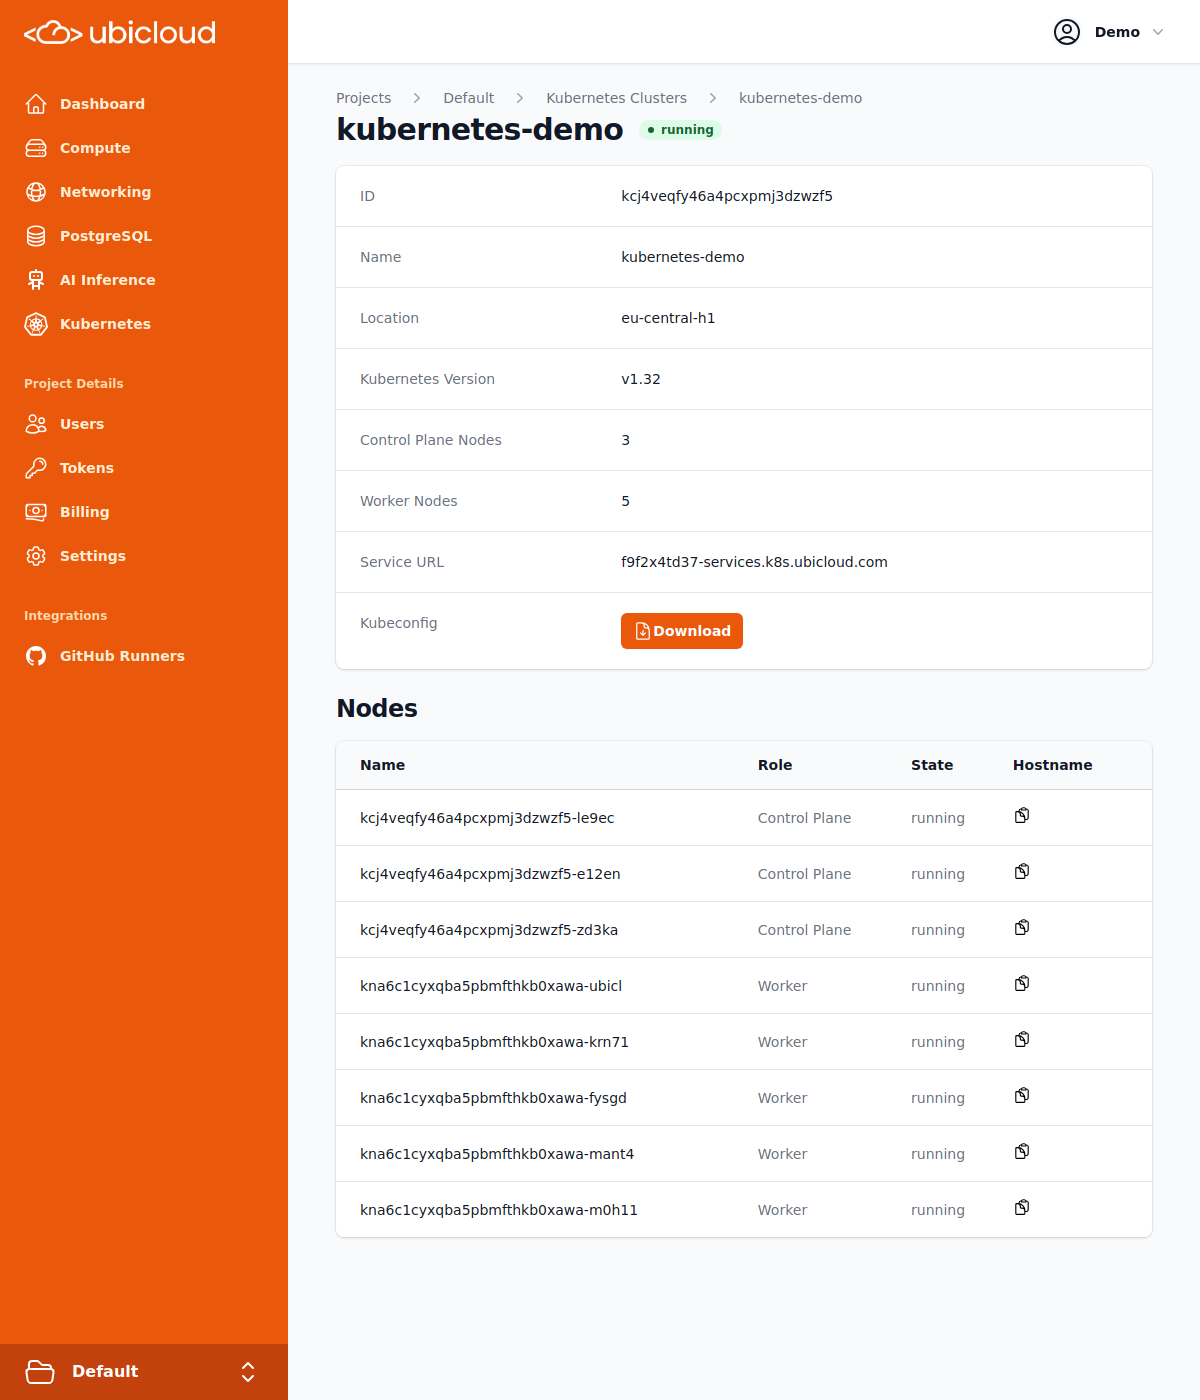 ubicloud
Demo
Dashboard
Compute
Networking
PostgreSQL
AI Inference
Kubernetes
Project Details
Users
Tokens
Billing
Settings
Integrations
GitHub Runners
Default
Projects > Default > Kubernetes Clusters > kubernetes-demo
kubernetes-demo running
ID kcj4veqfy46a4pcxpmj3dzwzf5
Name kubernetes-demo
Location eu-central-h1
Kubernetes Version v1.32
Control Plane Nodes 3
Worker Nodes 5
Service URL f9f2x4td37-services.k8s.ubicloud.com
Kubeconfig Download
Nodes
Name Role State Hostname
kcj4veqfy46a4pcxpmj3dzwzf5-le9ec Control Plane running
kcj4veqfy46a4pcxpmj3dzwzf5-e12en Control Plane running
kcj4veqfy46a4pcxpmj3dzwzf5-zd3ka Control Plane running
kna6c1cyxqba5pbmfthkb0xawa-ubicl Worker running
kna6c1cyxqba5pbmfthkb0xawa-krn71 Worker running
kna6c1cyxqba5pbmfthkb0xawa-fysgd Worker running
kna6c1cyxqba5pbmfthkb0xawa-mant4 Worker running
kna6c1cyxqba5pbmfthkb0xawa-m0h11 Worker running